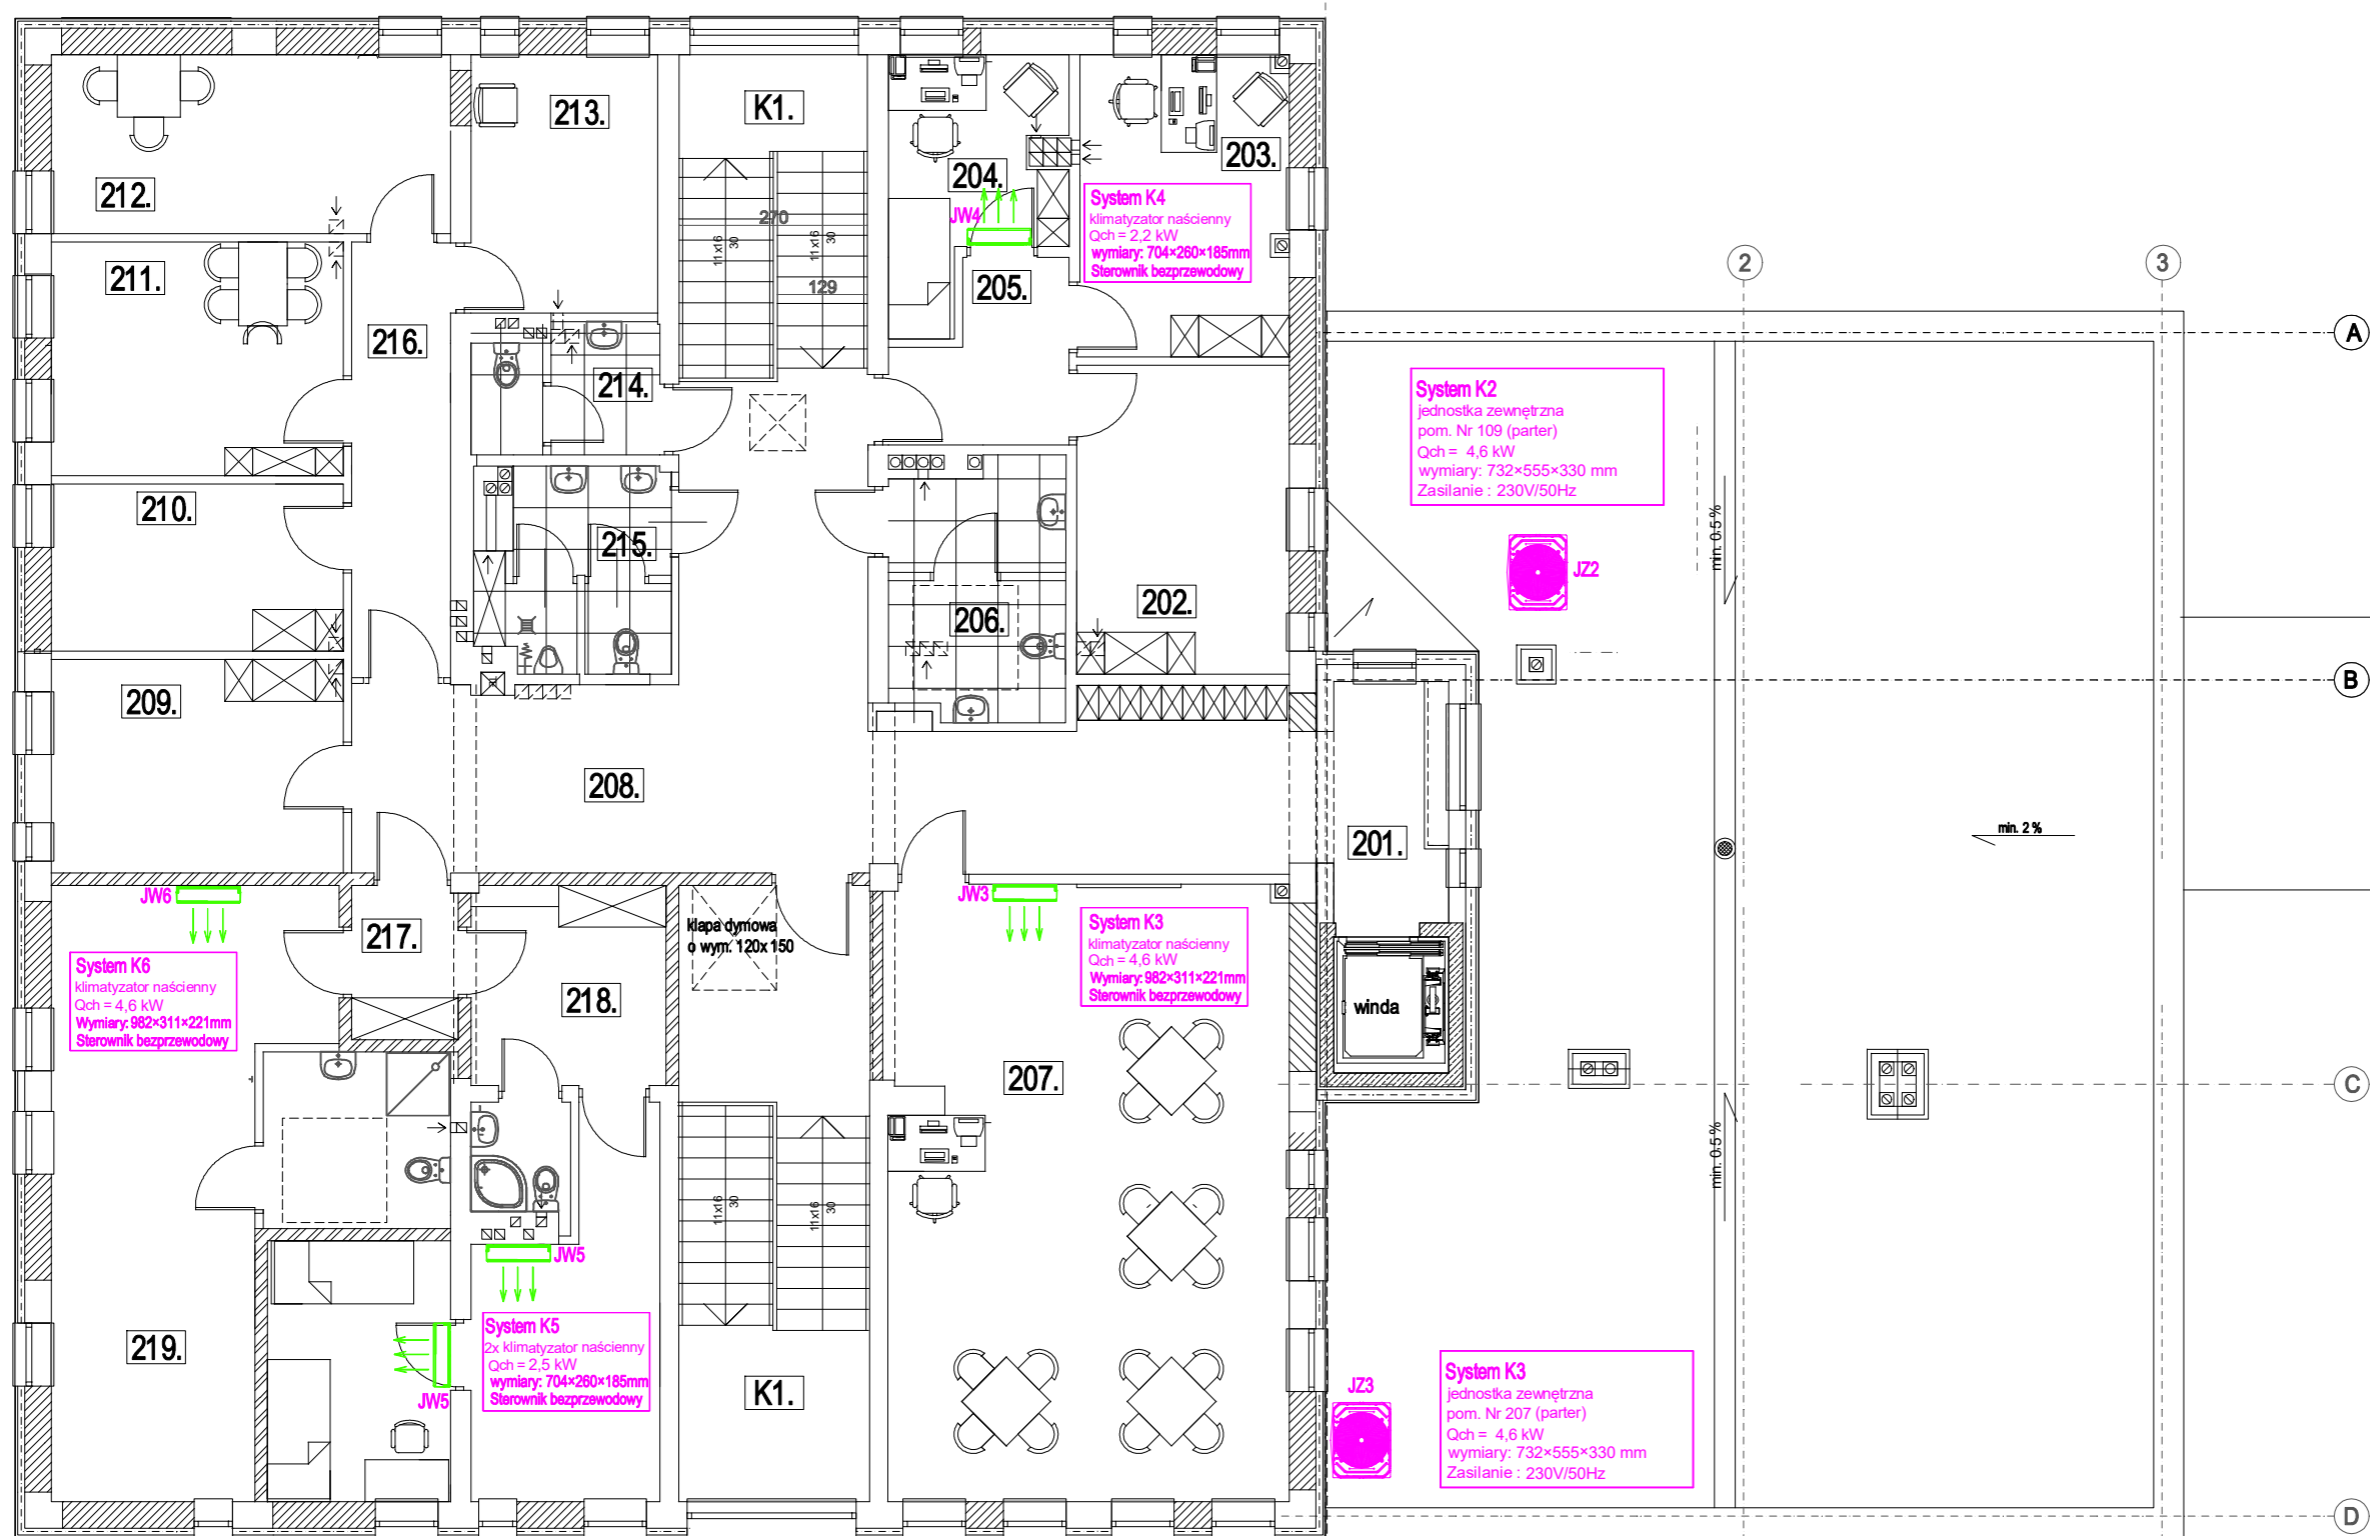 212.
213.
K1.
204.
203.
JW4
System K4
klimatyzator naścienny
Qch = 2,2 kW
wymiary: 704×260×185mm
Sterownik bezprzewodowy
270
11x16
30
11x16
30
129
211.
205.
216.
214.
2
3
A
System K2
jednostka zewnętrzna
pom. Nr 109 (parter)
Qch = 4,6 kW
wymiary: 732×555×330 mm
Zasilanie : 230V/50Hz
210.
215.
min. 0.5 %
JZ2
202.
206.
B
209.
208.
201.
min. 2 %
JW6
JW3
217.
klapa dymowa
o wym. 120x 150
System K3
klimatyzator naścienny
Qch = 4,6 kW
Wymiary: 982×311×221mm
Sterownik bezprzewodowy
System K6
klimatyzator naścienny
Qch = 4,6 kW
Wymiary: 982×311×221mm
Sterownik bezprzewodowy
218.
winda
207.
C
min. 0.5 %
11x16
30
11x16
30
JW5
System K5
2x klimatyzator naścienny
Qch = 2,5 kW
wymiary: 704×260×185mm
Sterownik bezprzewodowy
219.
JW5
K1.
JZ3
System K3
jednostka zewnętrzna
pom. Nr 207 (parter)
Qch = 4,6 kW
wymiary: 732×555×330 mm
Zasilanie : 230V/50Hz
D